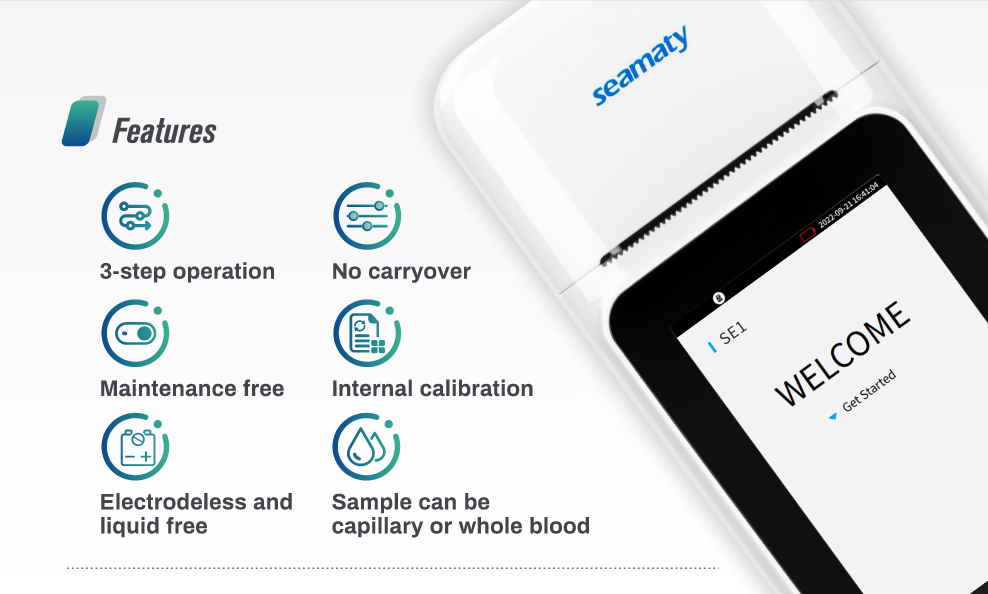 seamaty
Features
3-step operation
No carryover
Maintenance free
Internal calibration
Electrodeless and
liquid free
Sample can be
capillary or whole blood
2022-09-21 16:41:04
SE1
WELCOME
Get Started